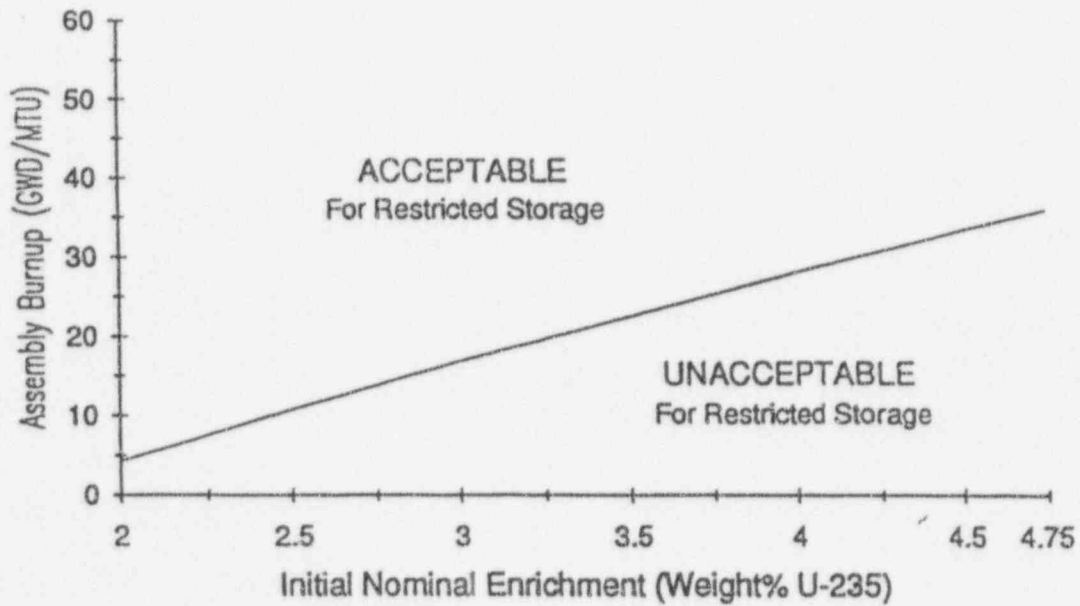 60
50
40
30
20
10
0
Assembly Burnup (GWD/MTU)
ACCEPTABLE
For Restricted Storage
UNACCEPTABLE
For Restricted Storage
2 2.5 3 3.5 4 4.5 4.75
Initial Nominal Enrichment (Weight% U-235)